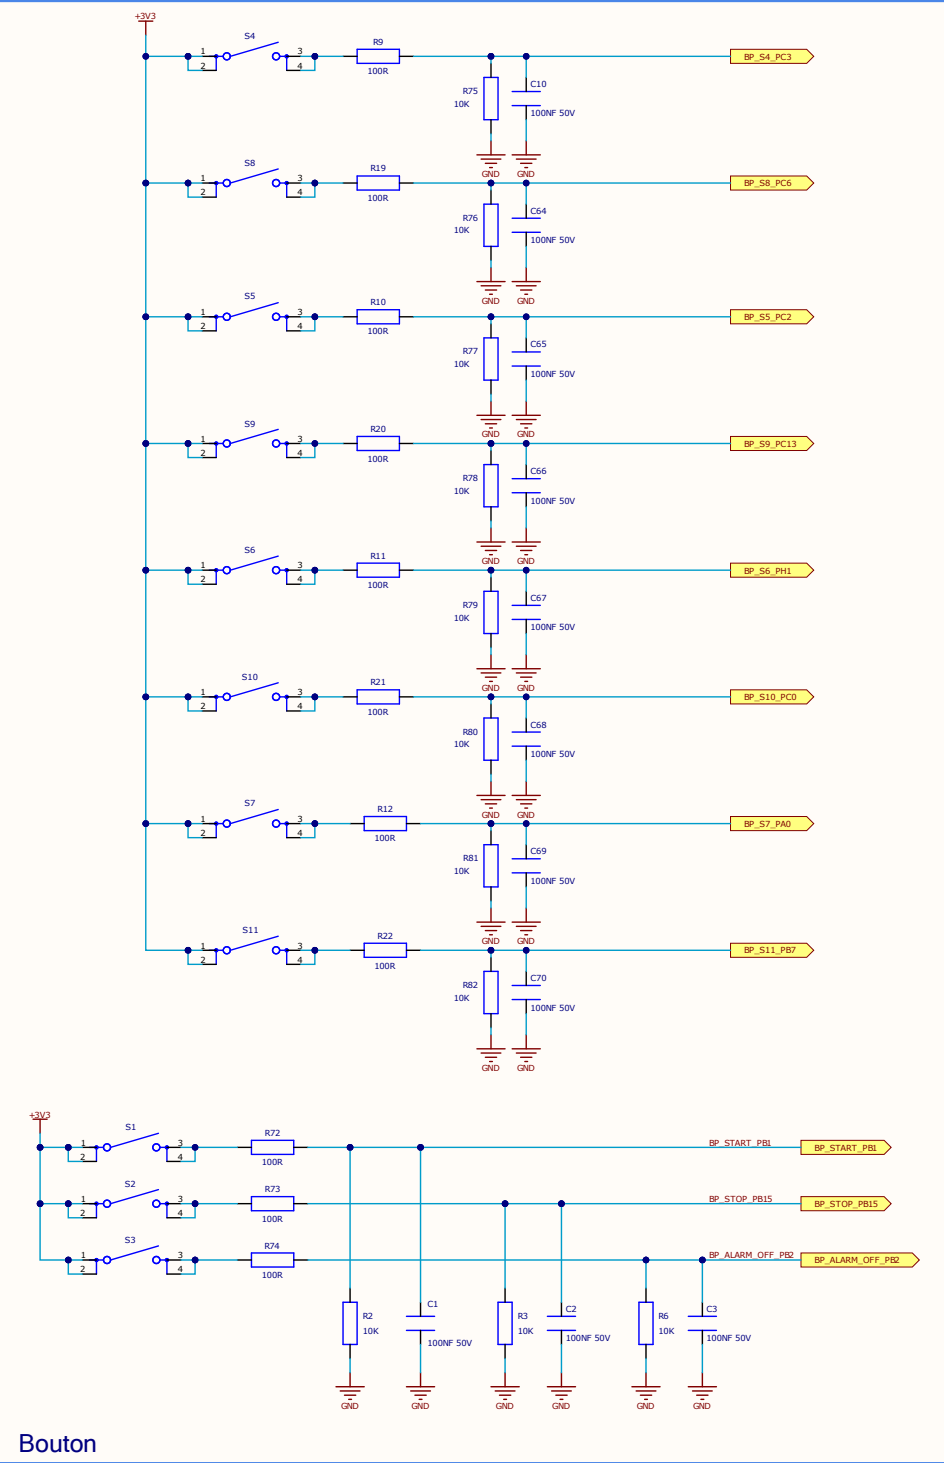 +3V3
S4
R9
1 3
2 4
100R
BP_S4_PC3
R75
10K
C10
100NF 50V
GND GND
S8
R19
1 3
2 4
100R
BP_S8_PC6
R76
10K
C64
100NF 50V
GND GND
S5
R10
1 3
2 4
100R
BP_S5_PC2
R77
10K
C65
100NF 50V
GND GND
S9
R20
1 3
2 4
100R
BP_S9_PC13
R78
10K
C66
100NF 50V
GND GND
S6
R11
1 3
2 4
100R
BP_S6_PH1
R79
10K
C67
100NF 50V
GND GND
S10
R21
1 3
2 4
100R
BP_S10_PC0
R80
10K
C68
100NF 50V
GND GND
S7
R12
1 3
2 4
100R
BP_S7_PA0
R81
10K
C69
100NF 50V
GND GND
S11
R22
1 3
2 4
100R
BP_S11_PB7
R82
10K
C70
100NF 50V
GND GND
+3V3
S1
R72
1 3
2 4
100R
BP_START_PB1
BP_START_PB1
S2
R73
1 3
2 4
100R
BP_STOP_PB15
BP_STOP_PB15
S3
R74
1 3
2 4
100R
BP_ALARM_OFF_PB2
BP_ALARM_OFF_PB2
R2
10K
C1
100NF 50V
R3
10K
C2
100NF 50V
R6
10K
C3
100NF 50V
GND GND GND GND GND GND
Bouton